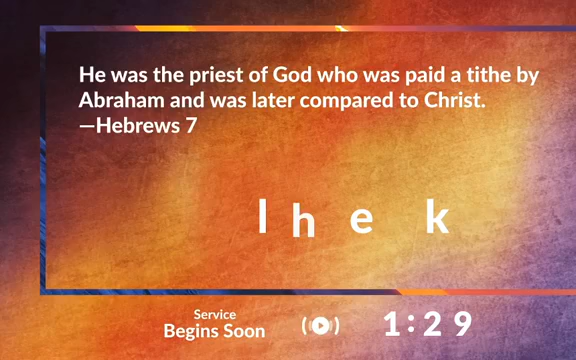 He was the priest of God who was paid a tithe by
Abraham and was later compared to Christ.
—Hebrews 7
l h e k
Service
Begins Soon
1:29